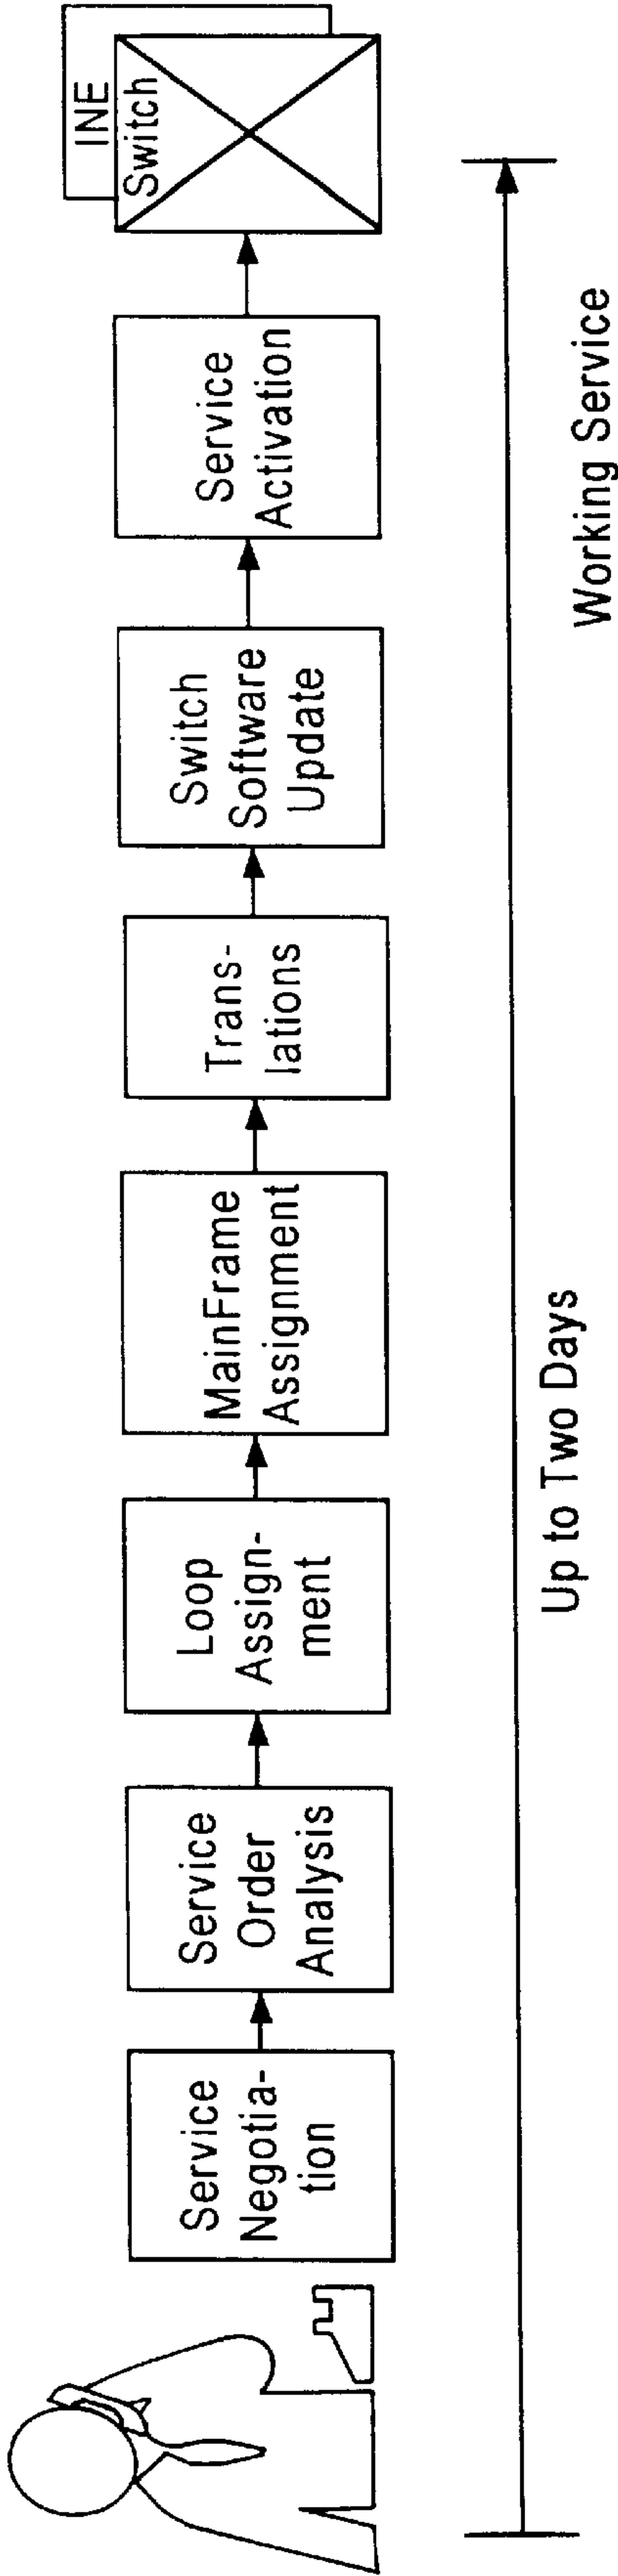 Service
Negotia-
tion
Service
Order
Analysis
Loop
Assign-
ment
MainFrame
Assignment
Trans-
lations
Switch
Software
Update
Service
Activation
INE
Switch
Up to Two Days
Working Service